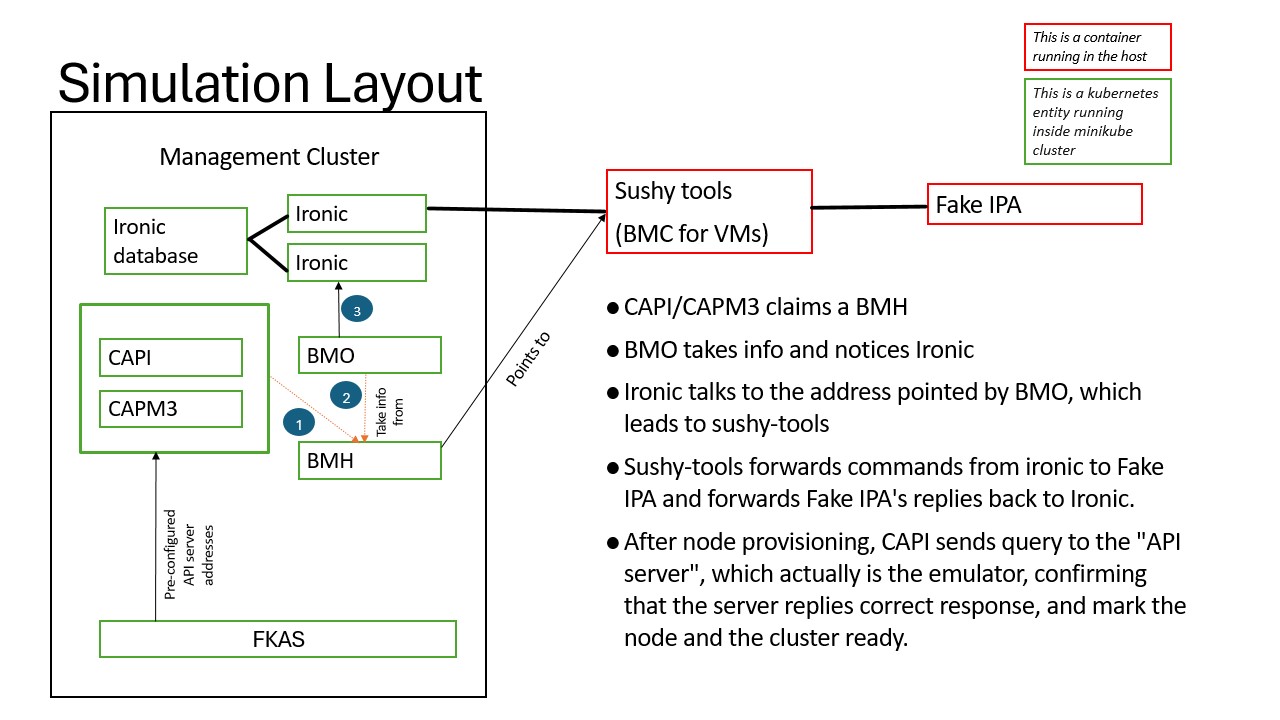 This is a container
running in the host
Simulation Layout
This is a kubernetes
entity running
inside minikube
cluster
Management Cluster
Ironic
database
Ironic
Ironic
Sushy tools
(BMC for VMs)
Fake IPA
3
CAPI
CAPM3
BMO
2
Take info
from
1
BMH
Points to
Pre-configured
API server
addresses
FKAS
● CAPI/CAPM3 claims a BMH
● BMO takes info and notices Ironic
● Ironic talks to the address pointed by BMO, which
leads to sushy-tools
● Sushy-tools forwards commands from ironic to Fake
IPA and forwards Fake IPA's replies back to Ironic.
● After node provisioning, CAPI sends query to the "API
server", which actually is the emulator, confirming
that the server replies correct response, and mark the
node and the cluster ready.